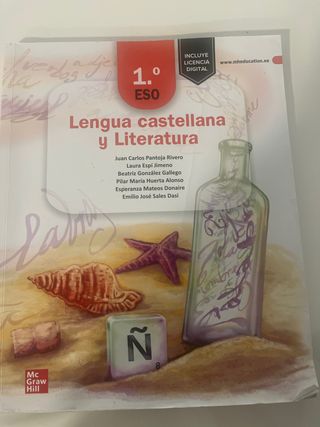 INCLUYE
LICENCIA
DIGITAL
www.mheducation.es
1.º
ESO
Lengua castellana
y Literatura
Juan Carlos Pantoja Rivero
Laura Espí Jimeno
Beatriz González Gallego
Pilar María Huerta Alonso
Esperanza Mateos Donaire
Emilio José Sales Dasí
Ñ
8
Mc
Graw
Hill